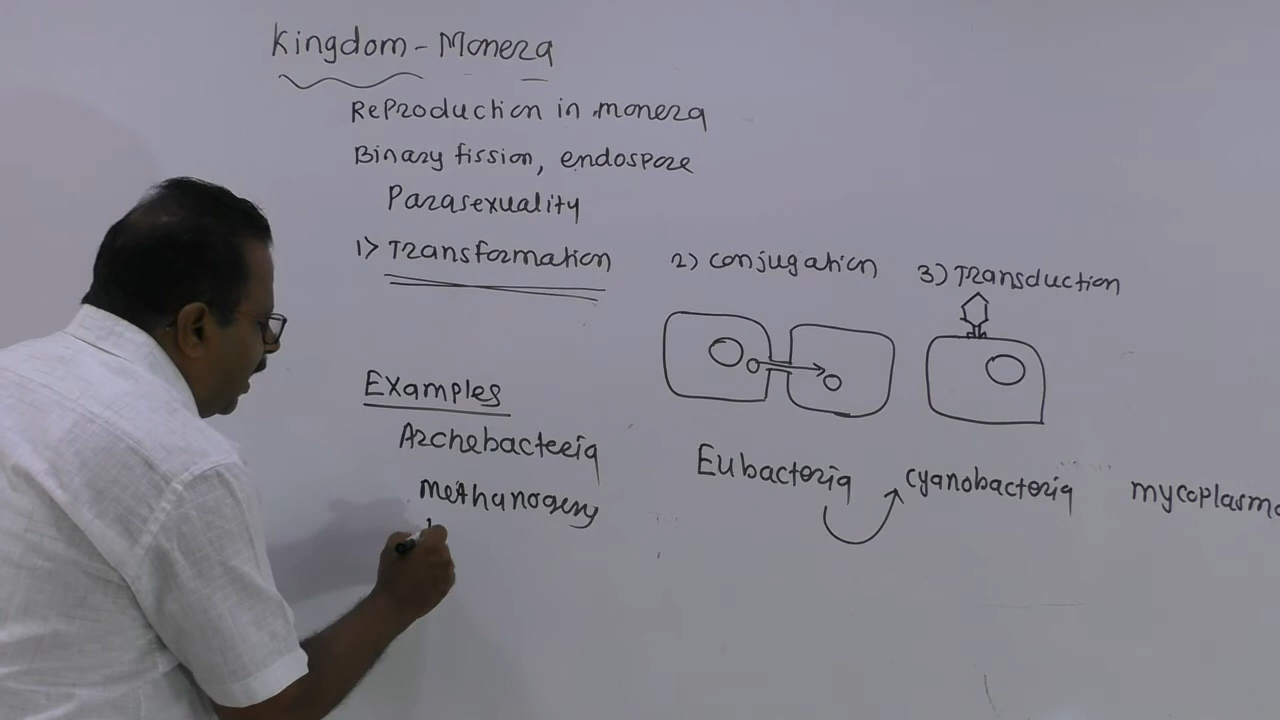 Kingdom - Monera
Reproduction in monera
Binary fission, endospore
Parasexuality
1) Transformation 2) conjugation 3) Transduction
Examples
Archebacteria Eubacteria cyanobacteria mycoplasma
methanogens